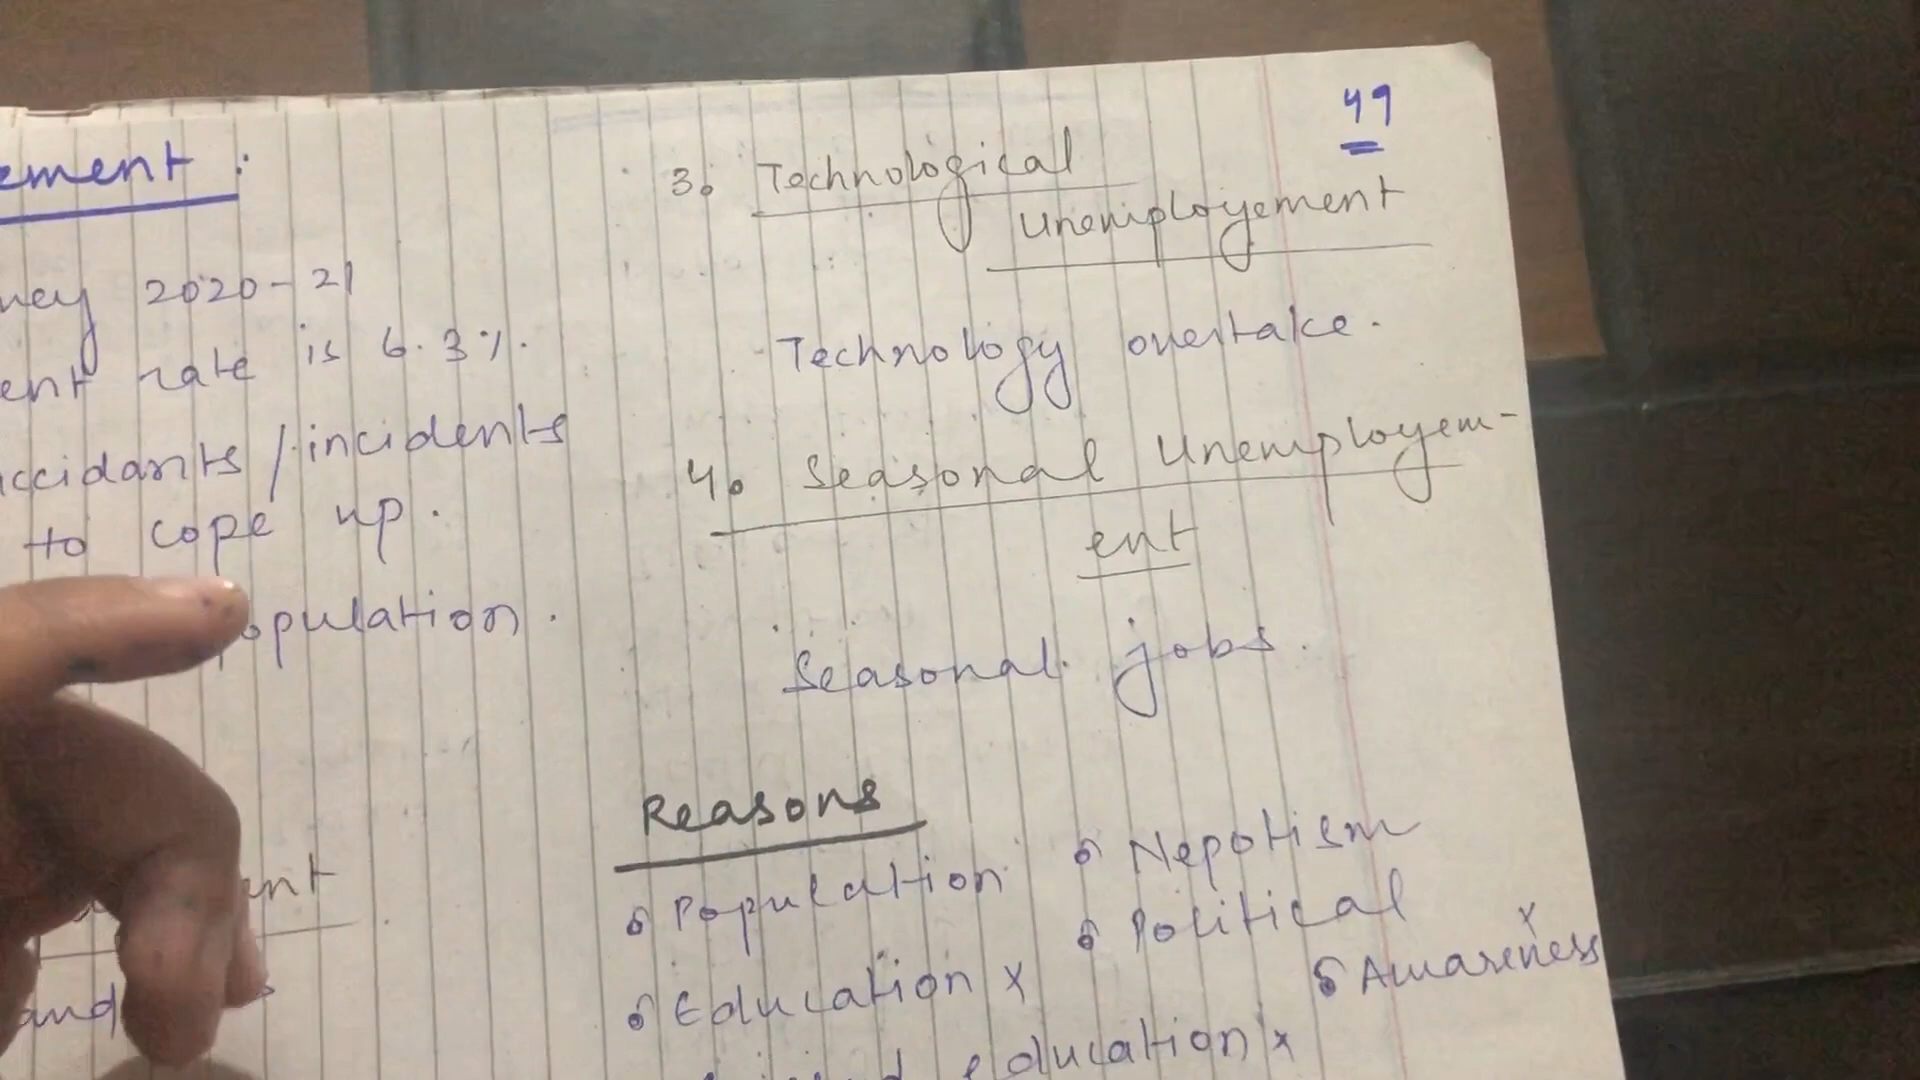 ement :
2020-21
ent rate is 6.3%.
ccidants / incidents
to cope up.
opulation.
ent
and
49
3. Technological
Unemployement
Technology overtake.
4. Seasonal Unemployem-
ent
Seasonal jobs.
Reasons
• Population
• Education x
education x
• Nepotism
• Political
x
• Awareness